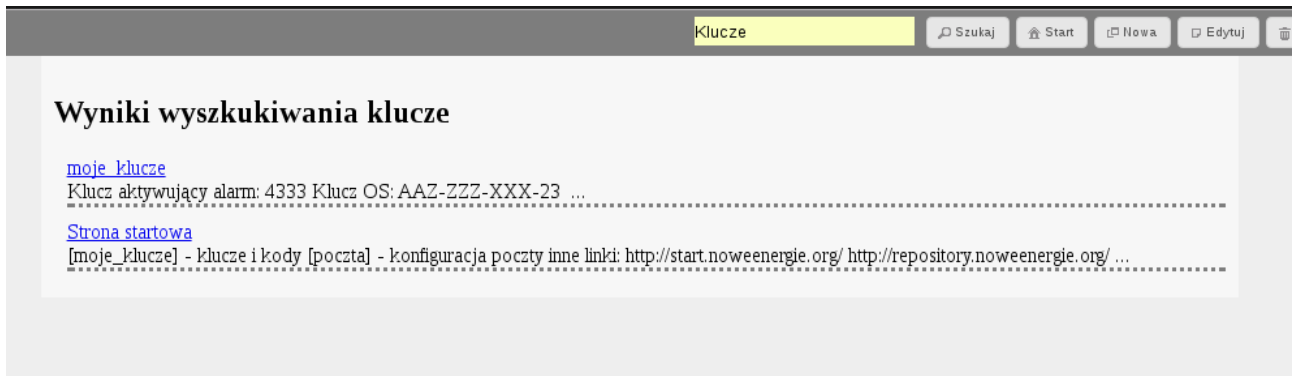 Klucze Szukaj Start Nowa Edytuj
Wyniki wyszkukiwania klucze
moje_klucze
Klucz aktywujący alarm: 4333 Klucz OS: AAZ-ZZZ-XXX-23 ...
Strona startowa
[moje_klucze] - klucze i kody [poczta] - konfiguracja poczty inne linki: http://start.noweenergie.org/ http://repository.noweenergie.org/ ...